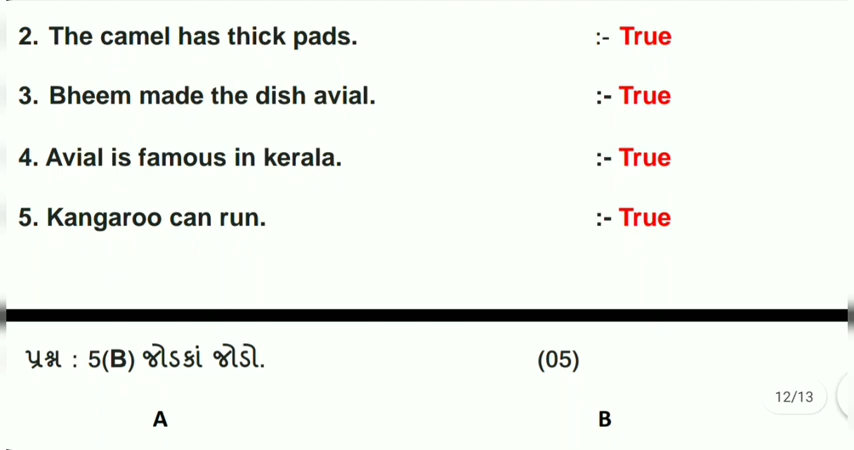 2. The camel has thick pads. :- True
3. Bheem made the dish avial. :- True
4. Avial is famous in kerala. :- True
5. Kangaroo can run. :- True
પ્રશ્ન : 5(B) જોડકાં જોડો. (05)
12/13
A B